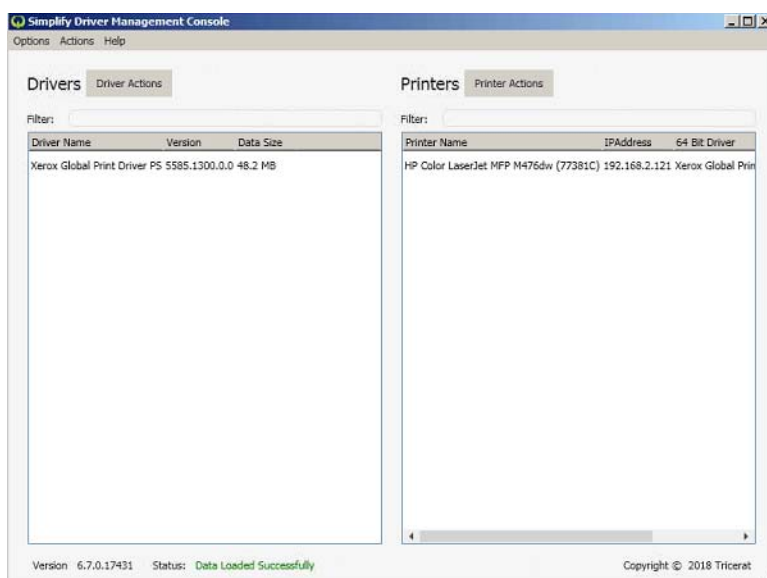 Simplify Driver Management Console
Options Actions Help
Drivers Driver Actions
Printers Printer Actions
Filter:
Filter:
Driver Name Version Data Size
Xerox Global Print Driver PS 5585.1300.0.0 48.2 MB
Printer Name IPAddress 64 Bit Driver
HP Color LaserJet MFP M476dw (77381C) 192.168.2.121 Xerox Global Prin
Version 6.7.0.17431 Status: Data Loaded Successfully
Copyright © 2018 Tricerat